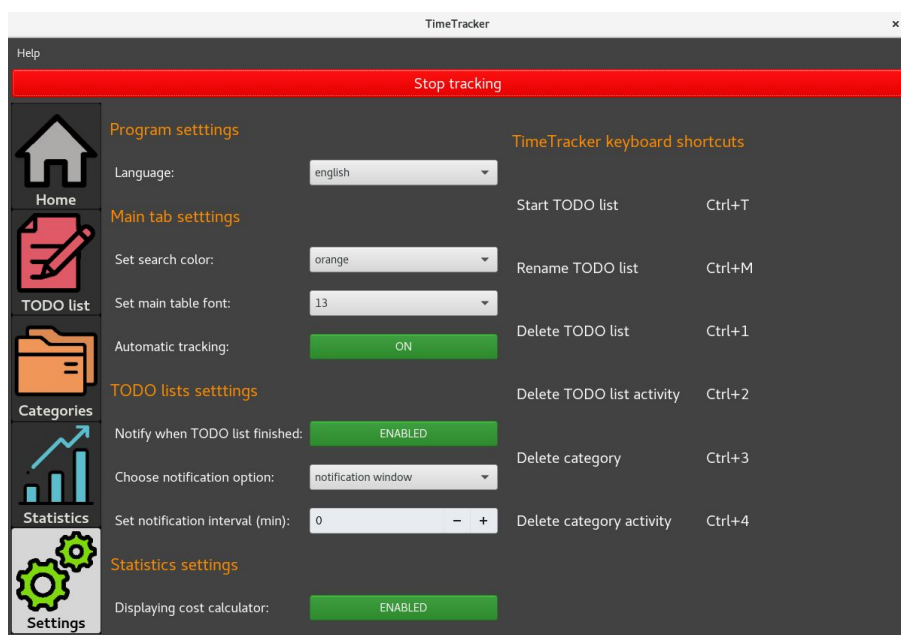 TimeTracker ×
Help
Stop tracking
Home
TODO list
Categories
Statistics
Settings
Program setttings
Language: english
Main tab setttings
Set search color: orange
Set main table font: 13
Automatic tracking: ON
TODO lists setttings
Notify when TODO list finished: ENABLED
Choose notification option: notification window
Set notification interval (min): 0 − +
Statistics settings
Displaying cost calculator: ENABLED
TimeTracker keyboard shortcuts
Start TODO list Ctrl+T
Rename TODO list Ctrl+M
Delete TODO list Ctrl+1
Delete TODO list activity Ctrl+2
Delete category Ctrl+3
Delete category activity Ctrl+4